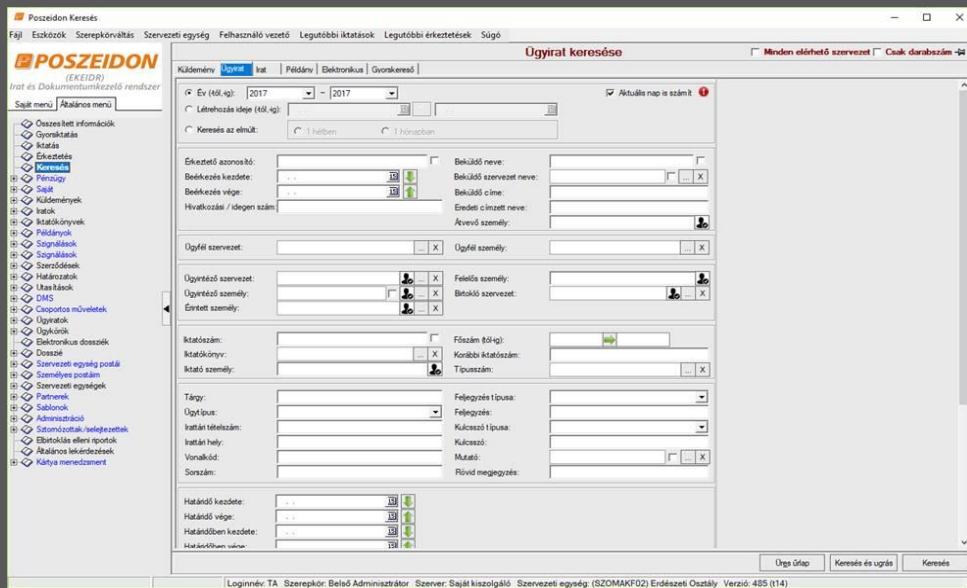 Poszeidon Keresés
Fájl Eszközök Szerepkörváltás Szervezeti egység Felhasználó vezető Legutóbbi iktatások Legutóbbi érkeztetések Súgó
POSZEIDON
(EKEIDR)
Irat és Dokumentumkezelő rendszer
Saját menü Általános menü
Összesített információk
Gyorsiktatás
Iktatás
Érkeztetés
Keresés
Pénzügy
Saját
Küldemények
Iratok
Iktatókönyvek
Példányok
Szignálások
Szignálások
Szerződések
Határozatok
Utasítások
DMS
Csoportos műveletek
Ügyiratok
Ügykörök
Elektronikus dossziék
Dosszié
Szervezeti egység postái
Személyes postáim
Szervezeti egységek
Partnerek
Sablonok
Adminisztráció
Sztornózottak/selejtezettek
Elbirtoklás elleni riportok
Általános lekérdezések
Kártya menedzsment
Ügyirat keresése
Minden elérhető szervezet Csak darabszám
Küldemény Ügyirat Irat Példány Elektronikus Gyorskereső
Év (-tól,-ig): 2017 - 2017 Aktuális nap is számít
Létrehozás ideje (-tól,-ig):
Keresés az elmúlt: 1 hétben 1 hónapban
Érkeztető azonosító: Beküldő neve:
Beérkezés kezdete: Beküldő szervezet neve: ... X
Beérkezés vége: Beküldő címe:
Hivatkozási / idegen szám: Eredeti címzett neve:
Átvevő személy:
Ügyfél szervezet: ... X Ügyfél személy: ... X
Ügyintéző szervezet: ... X Felelős személy:
Ügyintéző személy: ... X Birtokló szervezet: ... X
Érintett személy: ... X
Iktatószám: Főszám (tól-ig):
Iktatókönyv: ... X Korábbi iktatószám:
Iktató személy: Típusszám: ... X
Tárgy: Feljegyzés típusa:
Ügytípus: Feljegyzés:
Irattári tételszám: Kulcsszó típusa:
Irattári hely: Kulcsszó:
Vonalkód: Mutató: ... X
Sorszám: Rövid megjegyzés:
Határidő kezdete:
Határidő vége:
Határidőben kezdete:
Határidőben vége:
Üres űrlap Keresés és ugrás Keresés
Loginnév: TA Szerepkör: Belső Adminisztrátor Szerver: Saját kiszolgáló Szervezeti egység: (SZOMAKF02) Erdészeti Osztály Verzió: 485 (t14)